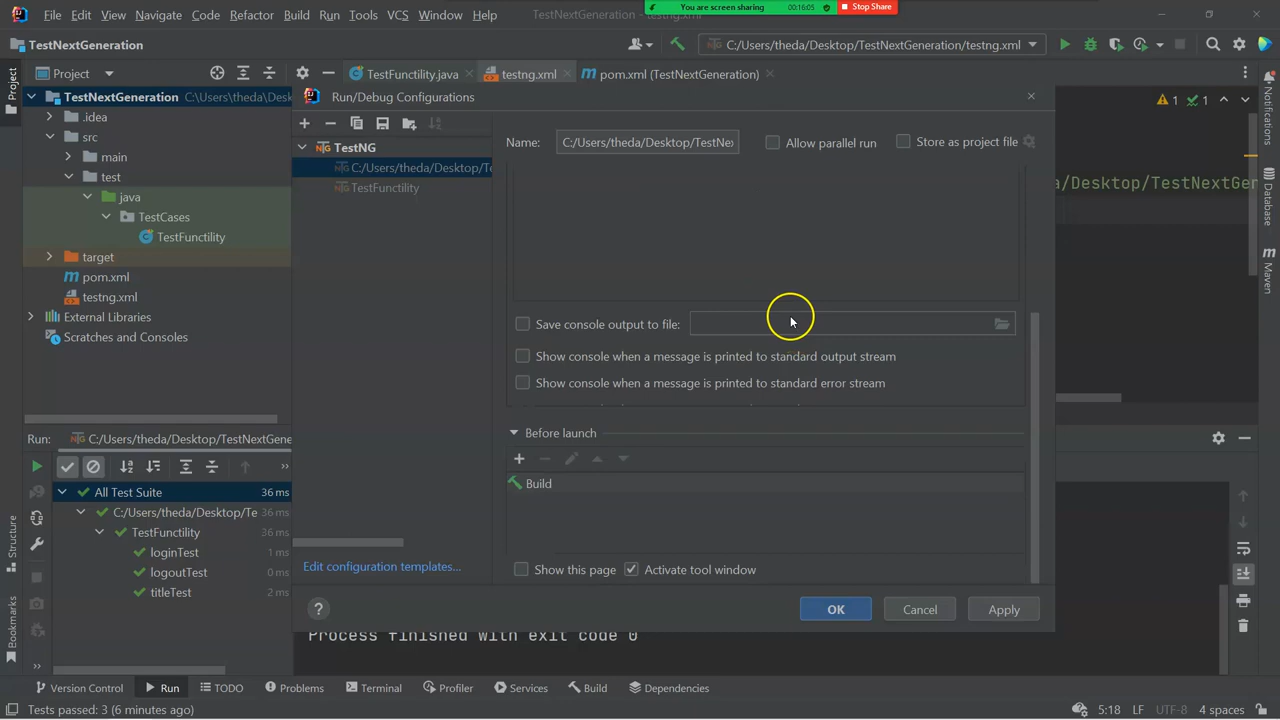 File Edit View Navigate Code Refactor Build Run Tools VCS Window Help TestNextGeneration - testng.xml
You are screen sharing 00:16:05 Stop Share
TestNextGeneration
C:/Users/theda/Desktop/TestNextGeneration/testng.xml
Project
TestFunctility.java testng.xml pom.xml (TestNextGeneration)
TestNextGeneration C:\Users\theda\Desk
.idea
src
main
test
java
TestCases
TestFunctility
target
pom.xml
testng.xml
External Libraries
Scratches and Consoles
Run/Debug Configurations
TestNG
C:/Users/theda/Desktop/Te
TestFunctility
Name: C:/Users/theda/Desktop/TestNex Allow parallel run Store as project file
Save console output to file:
Show console when a message is printed to standard output stream
Show console when a message is printed to standard error stream
Before launch
Build
Show this page Activate tool window
Edit configuration templates...
? OK Cancel Apply
1 1
a/Desktop/TestNextGen
Project
Structure
Bookmarks
Notifications
Database
Maven
Run: C:/Users/theda/Desktop/TestNextGene
All Test Suite 36 ms
C:/Users/theda/Desktop/Te 36 ms
TestFunctility 36 ms
loginTest 1 ms
logoutTest 0 ms
titleTest 2 ms
Process finished with exit code 0
Version Control Run TODO Problems Terminal Profiler Services Build Dependencies
Tests passed: 3 (6 minutes ago) 5:18 LF UTF-8 4 spaces